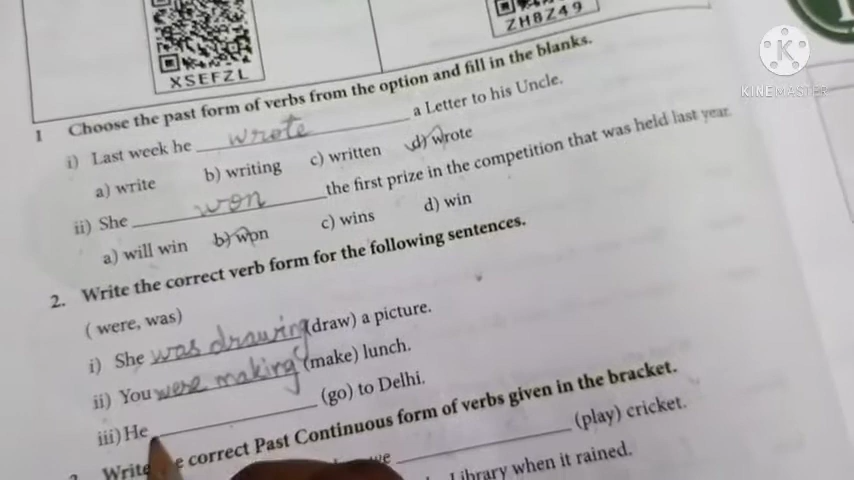 XSEFZL
ZH8Z49
KINEMASTER
1 Choose the past form of verbs from the option and fill in the blanks.
i) Last week he wrote a Letter to his Uncle.
a) write b) writing c) written d) wrote
ii) She won the first prize in the competition that was held last year.
a) will win b) won c) wins d) win
2. Write the correct verb form for the following sentences.
( were, was)
i) She was drawing (draw) a picture.
ii) You were making (make) lunch.
iii) He (go) to Delhi.
Write correct Past Continuous form of verbs given in the bracket.
we (play) cricket.
Library when it rained.